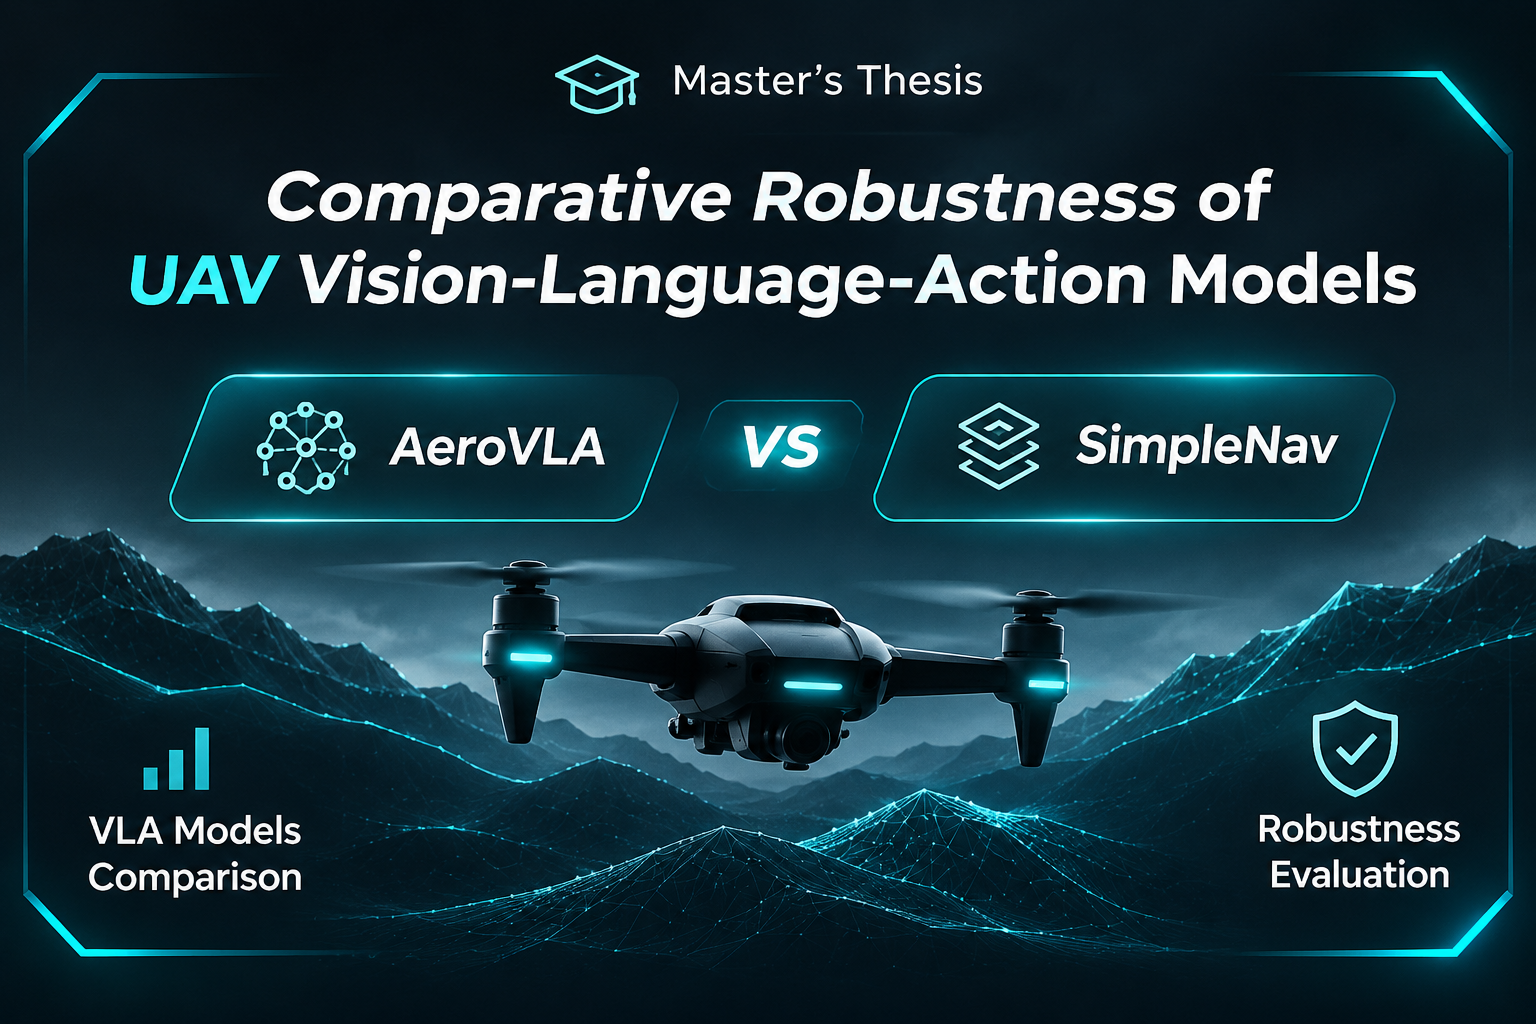 Master's Thesis
Comparative Robustness of
UAV Vision-Language-Action Models
AeroVLA
VS
SimpleNav
VLA Models
Comparison
Robustness
Evaluation